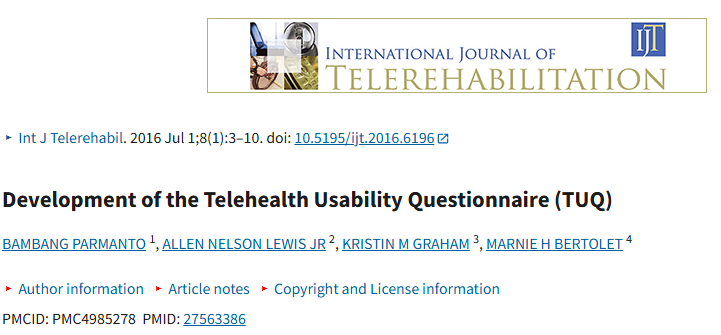 IJT
INTERNATIONAL JOURNAL OF
TELEREHABILITATION
Int J Telerehabil. 2016 Jul 1;8(1):3–10. doi: 10.5195/ijt.2016.6196
Development of the Telehealth Usability Questionnaire (TUQ)
BAMBANG PARMANTO 1, ALLEN NELSON LEWIS JR 2, KRISTIN M GRAHAM 3, MARNIE H BERTOLET 4
Author information Article notes Copyright and License information
PMCID: PMC4985278 PMID: 27563386